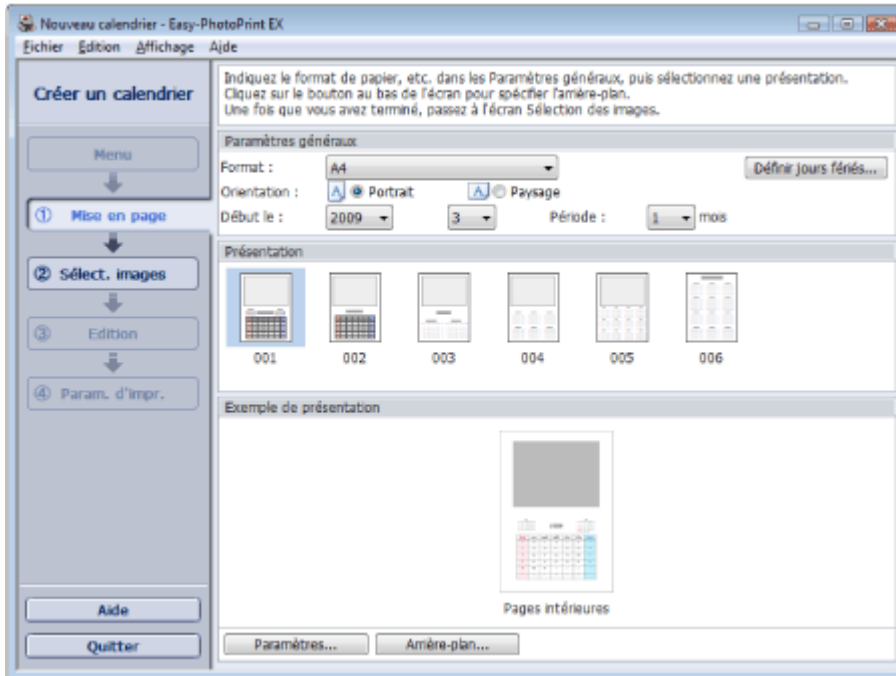 Nouveau calendrier - Easy-PhotoPrint EX
Fichier Edition Affichage Aide
Créer un calendrier
Menu
① Mise en page
② Sélect. images
③ Edition
④ Param. d'impr.
Aide
Quitter
Indiquez le format de papier, etc. dans les Paramètres généraux, puis sélectionnez une présentation.
Cliquez sur le bouton au bas de l'écran pour spécifier l'arrière-plan.
Une fois que vous avez terminé, passez à l'écran Sélection des images.
Paramètres généraux
Format : A4 Définir jours fériés...
Orientation : A Portrait A Paysage
Début le : 2009 3 Période : 1 mois
Présentation
001 002 003 004 005 006
Exemple de présentation
Pages intérieures
Paramètres... Arrière-plan...